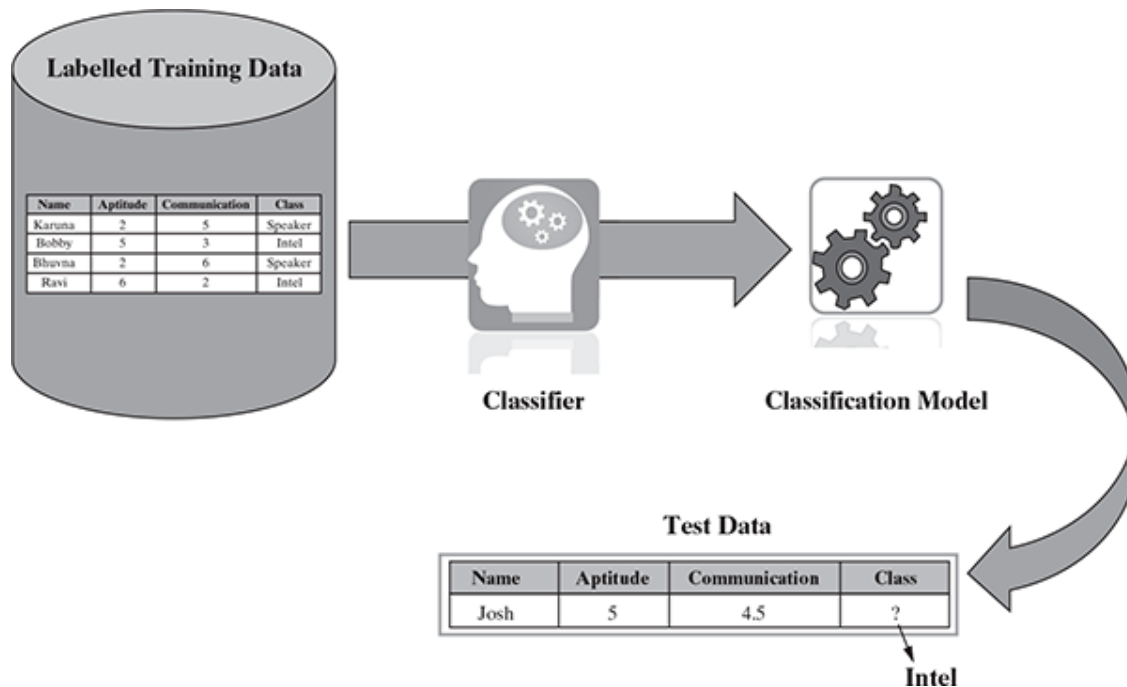 Labelled Training Data
Name Aptitude Communication Class
Karuna 2 5 Speaker
Bobby 5 3 Intel
Bhuvna 2 6 Speaker
Ravi 6 2 Intel
Classifier
Classification Model
Test Data
Name Aptitude Communication Class
Josh 5 4.5 ?
Intel